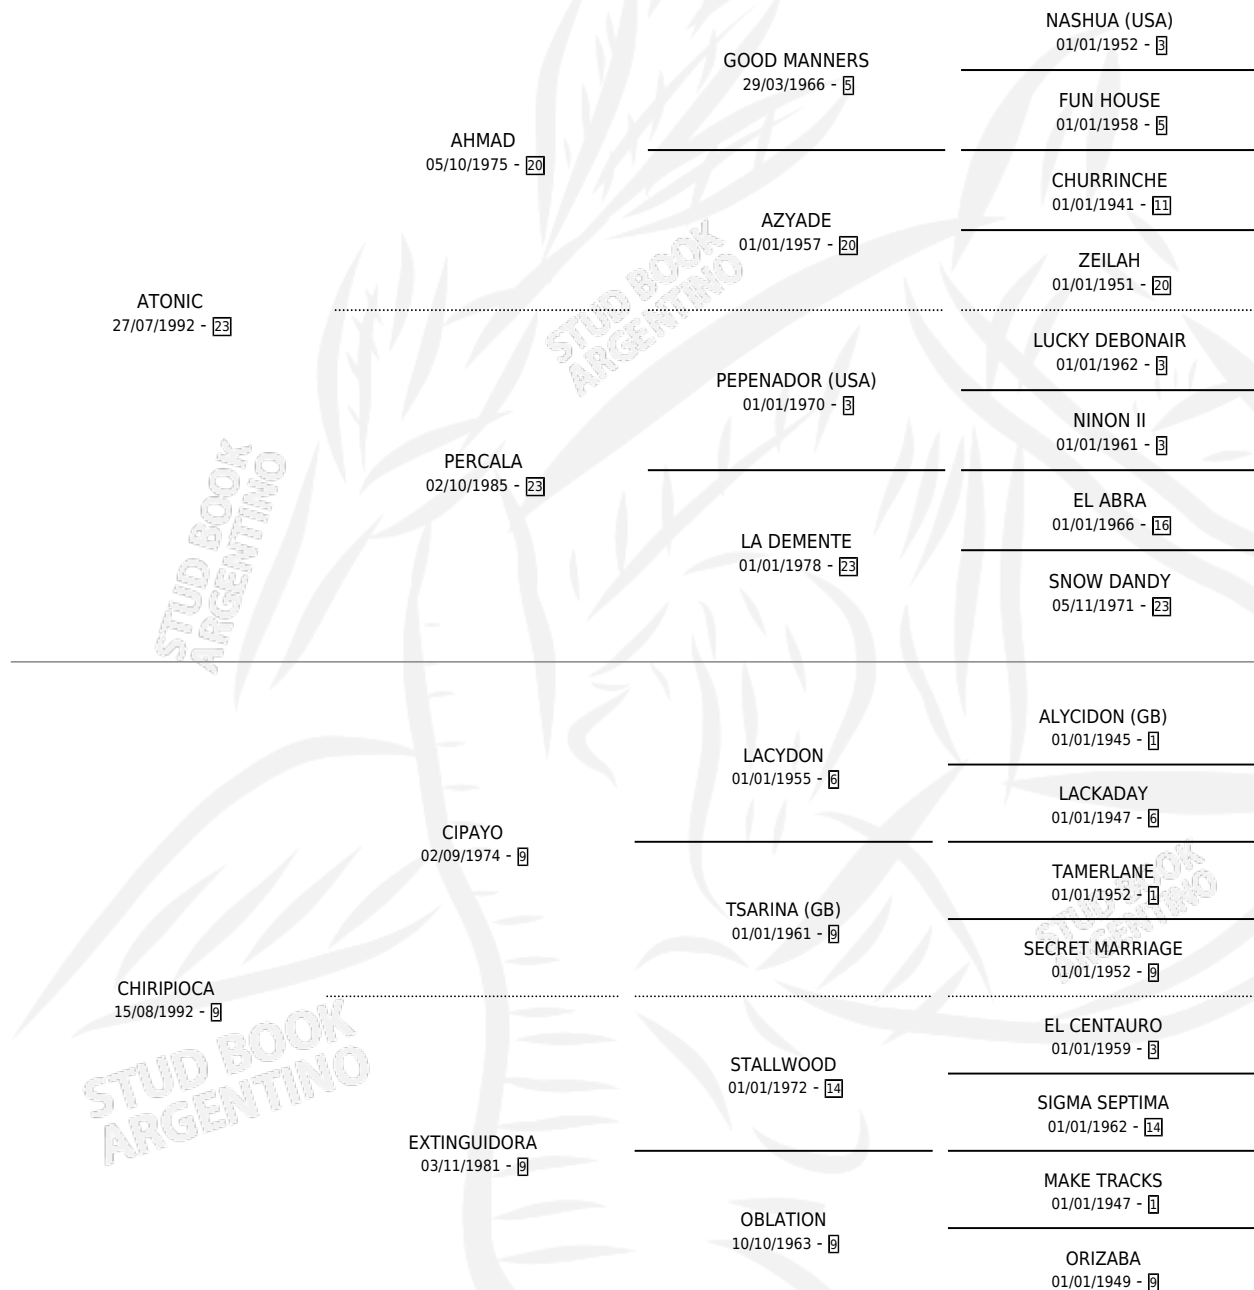 NASHUA (USA)
01/01/1952 - 3
GOOD MANNERS
29/03/1966 - 5
FUN HOUSE
01/01/1958 - 5
AHMAD
05/10/1975 - 20
CHURRINCHE
01/01/1941 - 11
AZYADE
01/01/1957 - 20
ZEILAH
01/01/1951 - 20
ATONIC
27/07/1992 - 23
STUD BOOK
ARGENTINO
LUCKY DEBONAIR
01/01/1962 - 3
PEPENADOR (USA)
01/01/1970 - 3
NINON II
01/01/1961 - 3
PERCALA
02/10/1985 - 23
EL ABRA
01/01/1966 - 16
LA DEMENTE
01/01/1978 - 23
SNOW DANDY
05/11/1971 - 23
STUD BOOK
ARGENTINO
ALYCIDON (GB)
01/01/1945 - 1
LACYDON
01/01/1955 - 6
LACKADAY
01/01/1947 - 6
CIPAYO
02/09/1974 - 9
TAMERLANE
01/01/1952 - 1
TSARINA (GB)
01/01/1961 - 9
SECRET MARRIAGE
01/01/1952 - 9
STUD BOOK
ARGENTINO
CHIRIPIOCA
15/08/1992 - 9
EL CENTAURO
01/01/1959 - 3
STALLWOOD
01/01/1972 - 14
SIGMA SEPTIMA
01/01/1962 - 14
STUD BOOK
ARGENTINO
EXTINGUIDORA
03/11/1981 - 9
MAKE TRACKS
01/01/1947 - 1
OBLATION
10/10/1963 - 9
ORIZABA
01/01/1949 - 9